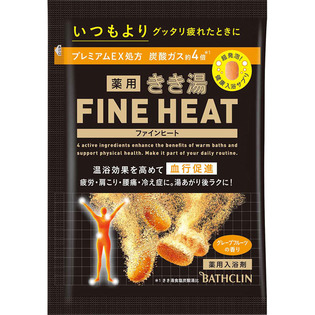 いつもより グッタリ疲れたときに
プレミアムEX処方 炭酸ガス約4倍
薬用
きき湯
FINE HEAT
ファインヒート
4 active ingredients enhance the benefits of warm baths and
support physical health. Make it part of your daily routine.
温浴効果を高めて 血行促進
疲労・肩こり・腰痛・冷え症に。湯あがり後ラクに!
グレープフルーツ
の香り
薬用入浴剤
BATHCLIN